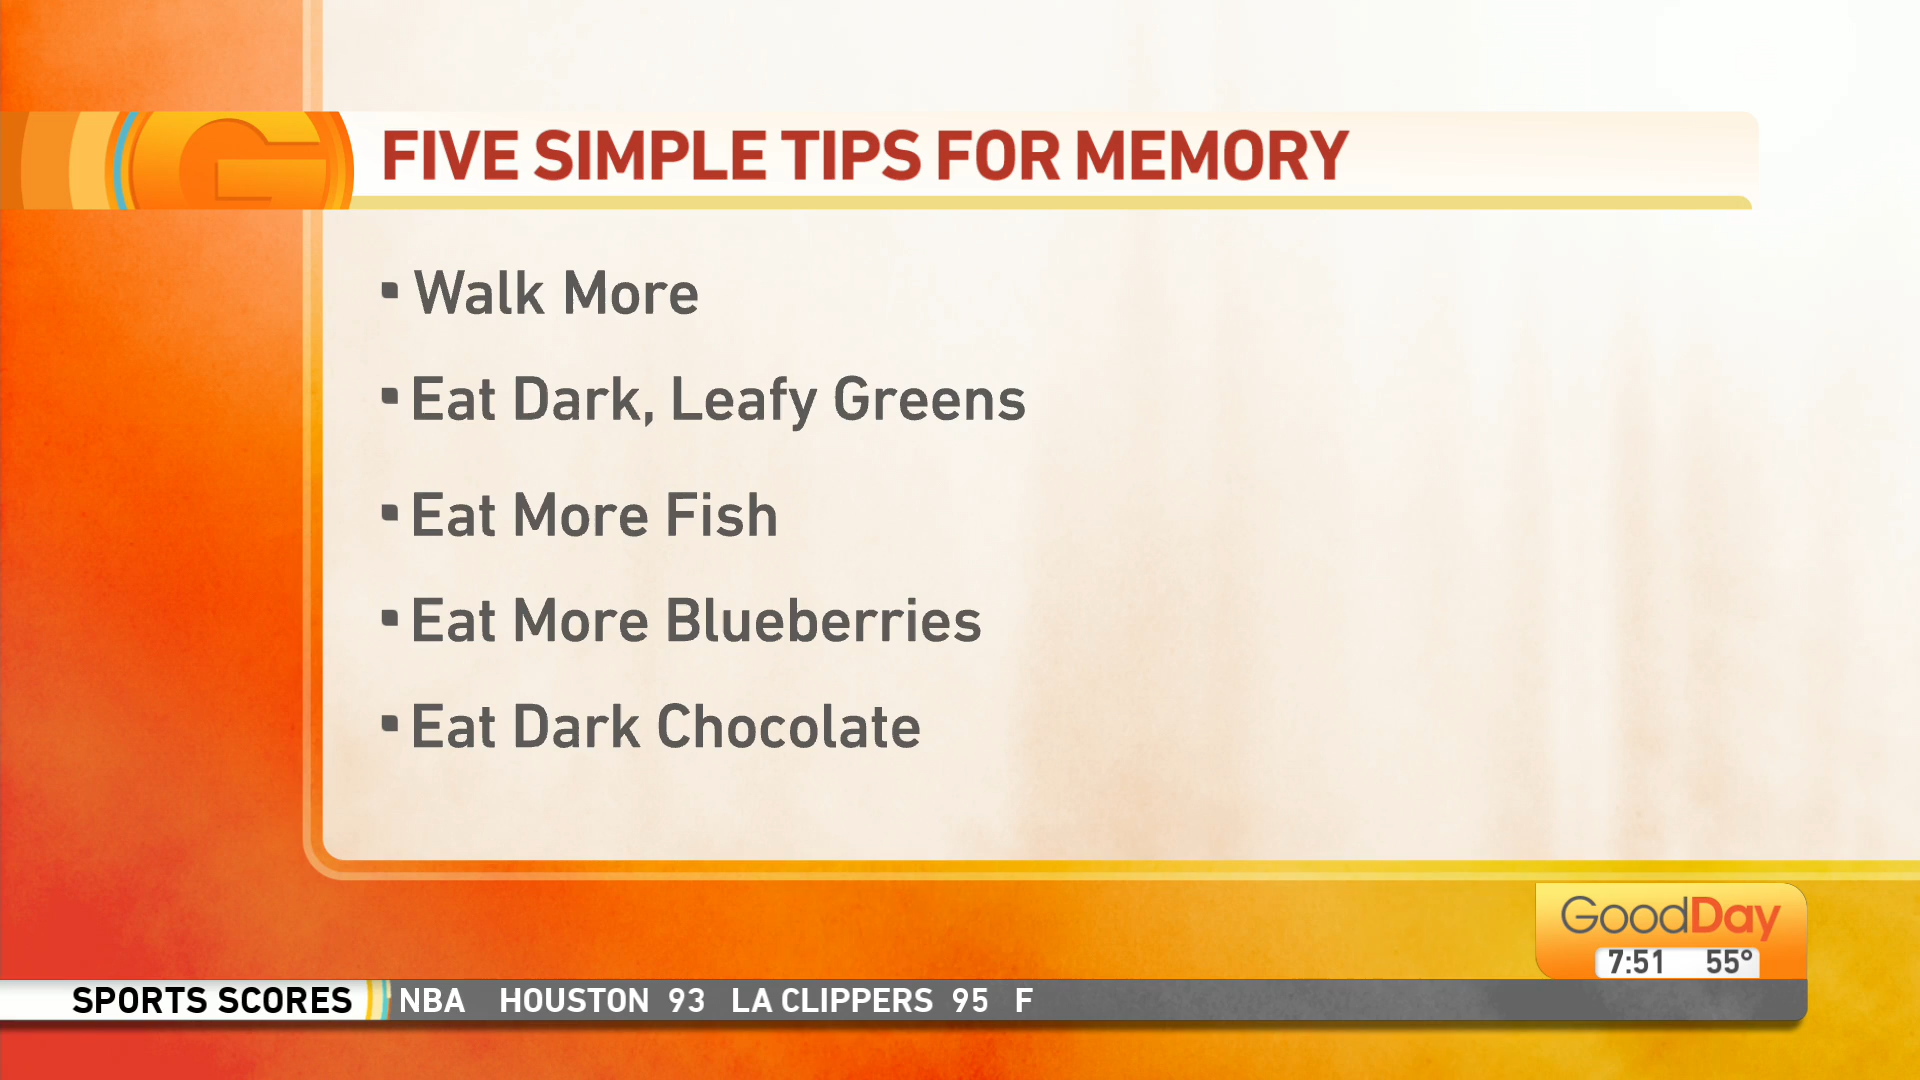 G
FIVE SIMPLE TIPS FOR MEMORY
▪ Walk More
▪ Eat Dark, Leafy Greens
▪ Eat More Fish
▪ Eat More Blueberries
▪ Eat Dark Chocolate
GoodDay
7:51 55°
SPORTS SCORES NBA HOUSTON 93 LA CLIPPERS 95 F